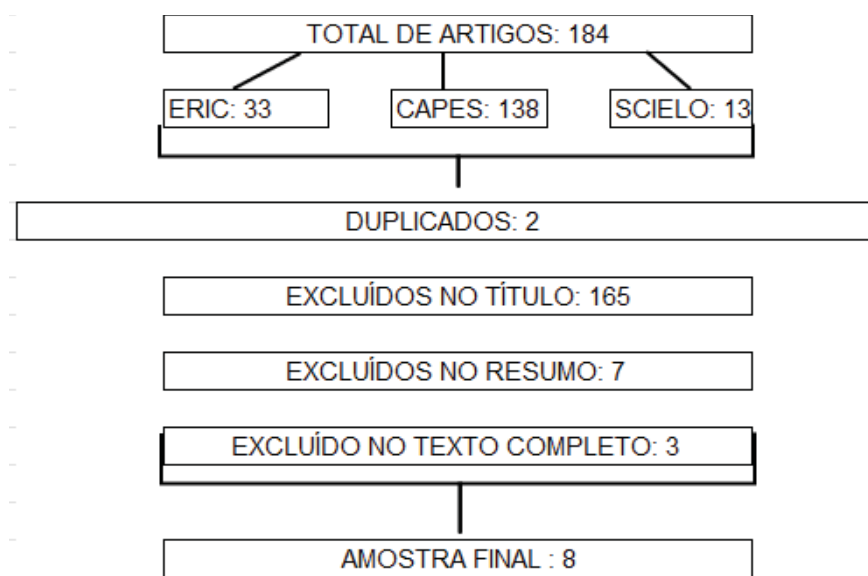 TOTAL DE ARTIGOS: 184
ERIC: 33 CAPES: 138 SCIELO: 13
DUPLICADOS: 2
EXCLUÍDOS NO TÍTULO: 165
EXCLUÍDOS NO RESUMO: 7
EXCLUÍDO NO TEXTO COMPLETO: 3
AMOSTRA FINAL : 8